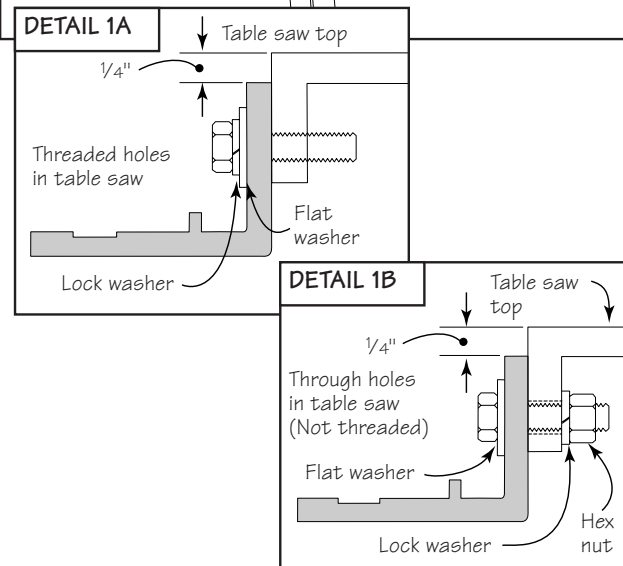 DETAIL 1A
Table saw top
1/4"
Threaded holes
in table saw
Flat
washer
Lock washer
DETAIL 1B
Table saw
top
1/4"
Through holes
in table saw
(Not threaded)
Flat washer
Lock washer
Hex
nut